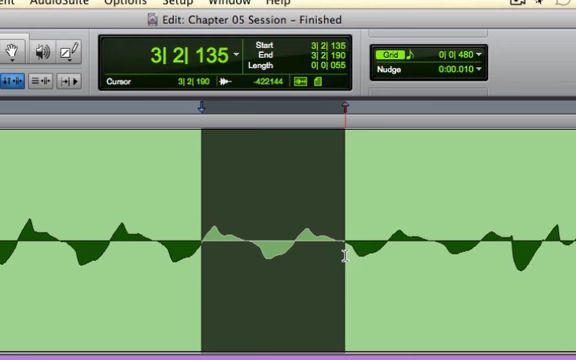 AudioSuite Options Setup Window Help
Edit: Chapter 05 Session - Finished
3| 2| 135
Start 3| 2| 135
End 3| 2| 190
Length 0| 0| 055
Cursor 3| 2| 190 -422144
Grid 0| 0| 480
Nudge 0:00.010